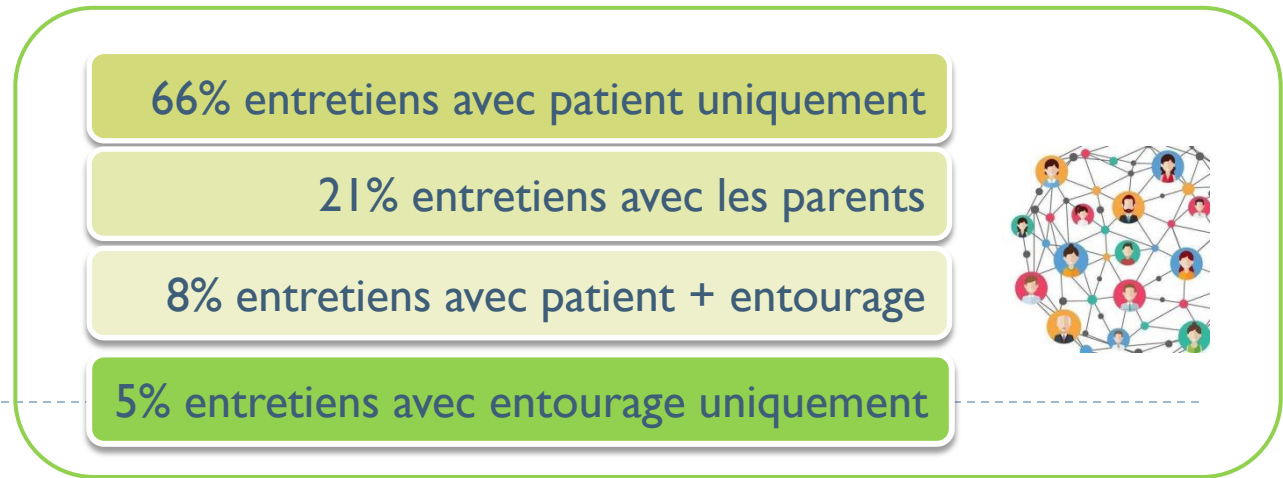 66% entretiens avec patient uniquement
21% entretiens avec les parents
8% entretiens avec patient + entourage
5% entretiens avec entourage uniquement